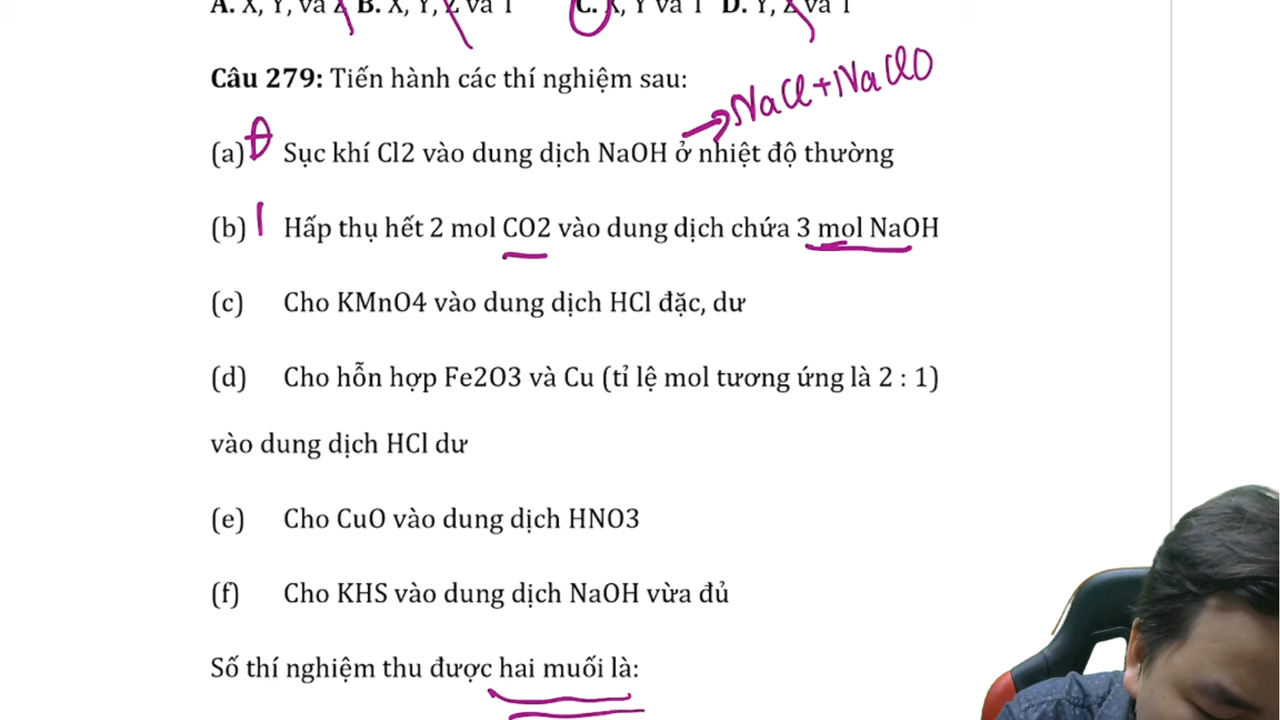 A. X, Y, và Z B. X, Y, Z và T C. X, Y và T D. Y, Z và T
→ NaCl + NaClO
Câu 279: Tiến hành các thí nghiệm sau:
(a) Sục khí Cl2 vào dung dịch NaOH ở nhiệt độ thường
(b) Hấp thụ hết 2 mol CO2 vào dung dịch chứa 3 mol NaOH
(c) Cho KMnO4 vào dung dịch HCl đặc, dư
(d) Cho hỗn hợp Fe2O3 và Cu (tỉ lệ mol tương ứng là 2 : 1)
vào dung dịch HCl dư
(e) Cho CuO vào dung dịch HNO3
(f) Cho KHS vào dung dịch NaOH vừa đủ
Số thí nghiệm thu được hai muối là: